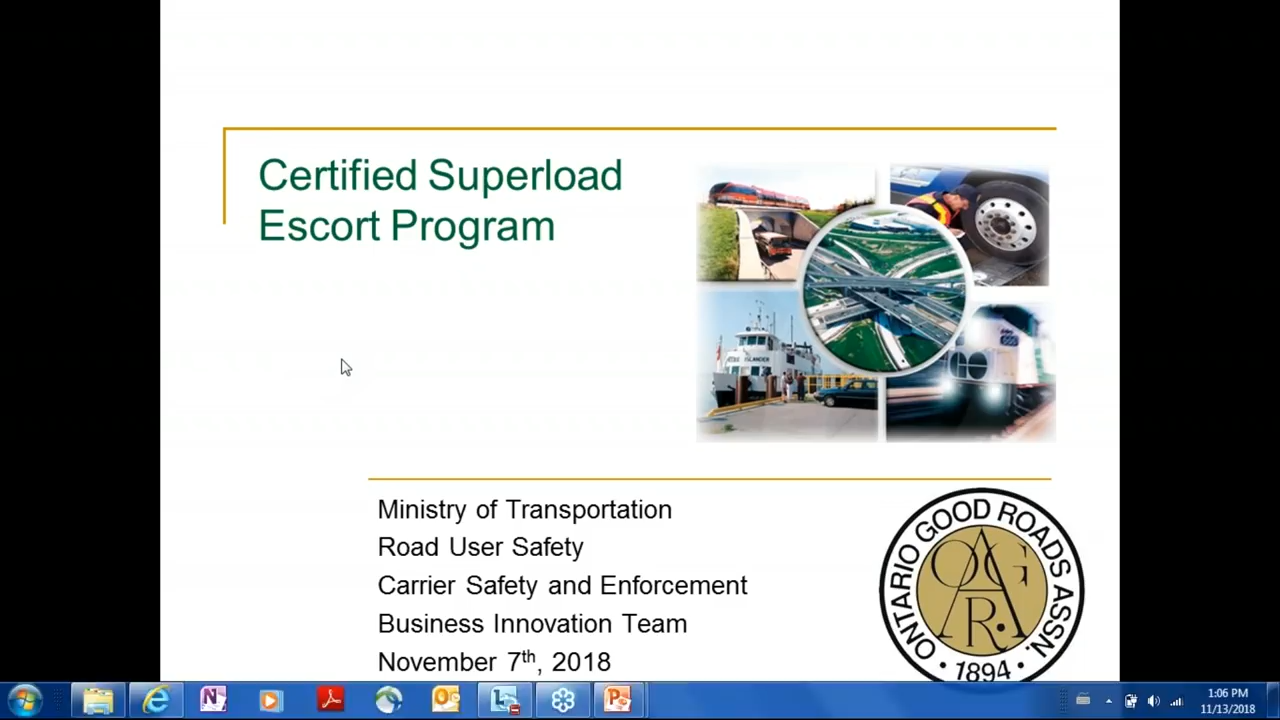 Certified Superload
Escort Program
Ministry of Transportation
Road User Safety
Carrier Safety and Enforcement
Business Innovation Team
November 7th, 2018
ONTARIO GOOD ROADS ASSN.
OGRA
• 1894 •
1:06 PM
11/13/2018